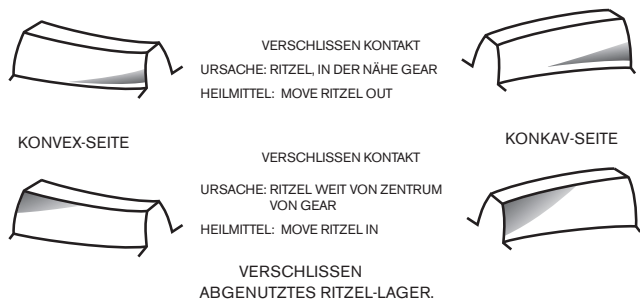 VERSCHLISSEN KONTAKT
URSACHE: RITZEL, IN DER NÄHE GEAR
HEILMITTEL: MOVE RITZEL OUT
KONVEX-SEITE
KONKAV-SEITE
VERSCHLISSEN KONTAKT
URSACHE: RITZEL WEIT VON ZENTRUM
VON GEAR
HEILMITTEL: MOVE RITZEL IN
VERSCHLISSEN
ABGENUTZTES RITZEL-LAGER.